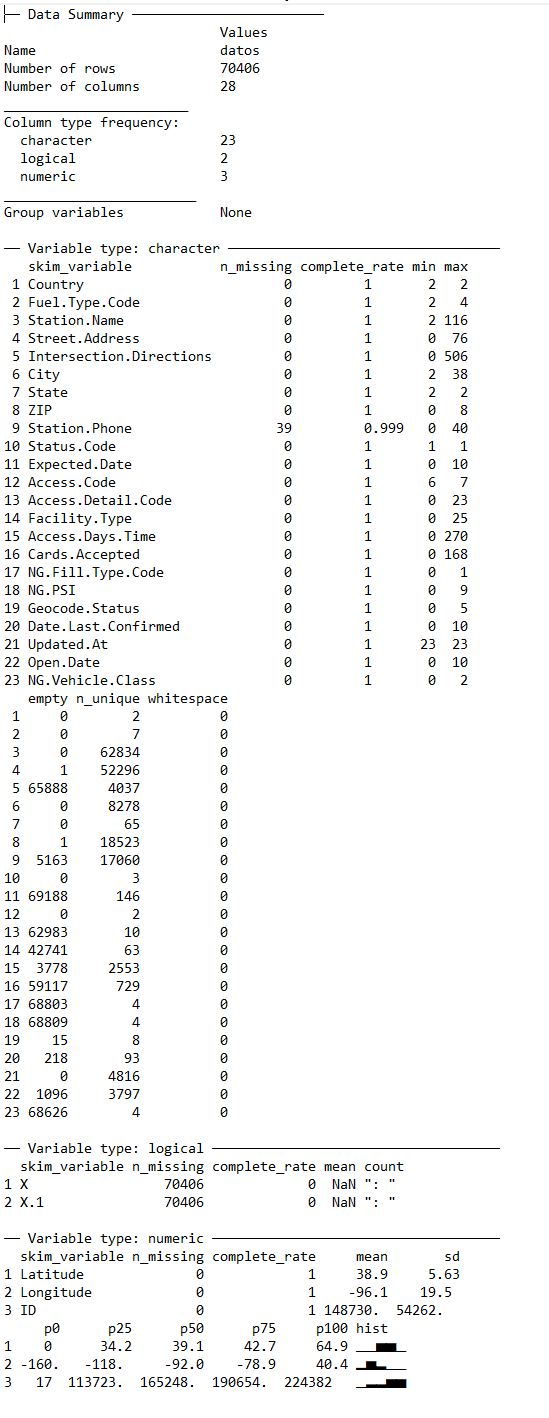 ── Data Summary ────────────────────────
                           Values
Name                       datos
Number of rows             70406
Number of columns          28
_______________________
Column type frequency:
  character                23
  logical                  2
  numeric                  3
________________________
Group variables            None

── Variable type: character ──────────────────────────────────
   skim_variable           n_missing complete_rate min max
 1 Country                         0         1       2   2
 2 Fuel.Type.Code                  0         1       2   4
 3 Station.Name                    0         1       2 116
 4 Street.Address                  0         1       0  76
 5 Intersection.Directions         0         1       0 506
 6 City                            0         1       2  38
 7 State                           0         1       2   2
 8 ZIP                             0         1       0   8
 9 Station.Phone                  39         0.999   0  40
10 Status.Code                     0         1       1   1
11 Expected.Date                   0         1       0  10
12 Access.Code                     0         1       6   7
13 Access.Detail.Code              0         1       0  23
14 Facility.Type                   0         1       0  25
15 Access.Days.Time                0         1       0 270
16 Cards.Accepted                  0         1       0 168
17 NG.Fill.Type.Code               0         1       0   1
18 NG.PSI                          0         1       0   9
19 Geocode.Status                  0         1       0   5
20 Date.Last.Confirmed             0         1       0  10
21 Updated.At                      0         1      23  23
22 Open.Date                       0         1       0  10
23 NG.Vehicle.Class                0         1       0   2
   empty n_unique whitespace
 1     0        2          0
 2     0        7          0
 3     0    62834          0
 4     1    52296          0
 5 65888     4037          0
 6     0     8278          0
 7     0       65          0
 8     1    18523          0
 9  5163    17060          0
10     0        3          0
11 69188      146          0
12     0        2          0
13 62983       10          0
14 42741       63          0
15  3778     2553          0
16 59117      729          0
17 68803        4          0
18 68809        4          0
19    15        8          0
20   218       93          0
21     0     4816          0
22  1096     3797          0
23 68626        4          0

── Variable type: logical ────────────────────────────────────
  skim_variable n_missing complete_rate mean count
1 X                 70406             0  NaN ": "
2 X.1               70406             0  NaN ": "

── Variable type: numeric ────────────────────────────────────
  skim_variable n_missing complete_rate     mean       sd
1 Latitude              0             1     38.9     5.63
2 Longitude             0             1    -96.1    19.5
3 ID                    0             1 148730.  54262.
     p0     p25     p50     p75    p100 hist
1     0    34.2    39.1    42.7    64.9 ▁▁▇▇▁
2 -160.   -118.   -92.0   -78.9    40.4 ▁▇▃▁▁
3    17 113723. 165248. 190654.  224382 ▁▃▃▇▇